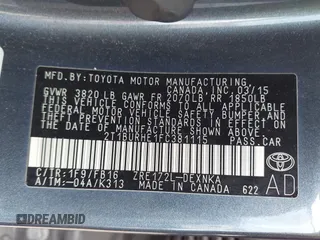 MFD.BY:TOYOTA MOTOR MANUFACTURING
CANADA, INC. 03/15
GVWR 3820 LB GAWR FR 2020LB RR 1850LB
THIS VEHICLE CONFORMS TO ALL APPLICABLE
FEDERAL MOTOR VEHICLE SAFETY, BUMPER, AND
THEFT PREVENTION STANDARDS IN EFFECT ON
THE DATE OF MANUFACTURE SHOWN ABOVE.
2T1BURHE1FC381115 PASS.CAR
C/TR:1F9/FB16 ZRE172L-DEXNKA
A/TM:-04A/K313 MADE IN CANADA 622
AD
TOYOTA
DREAMBID